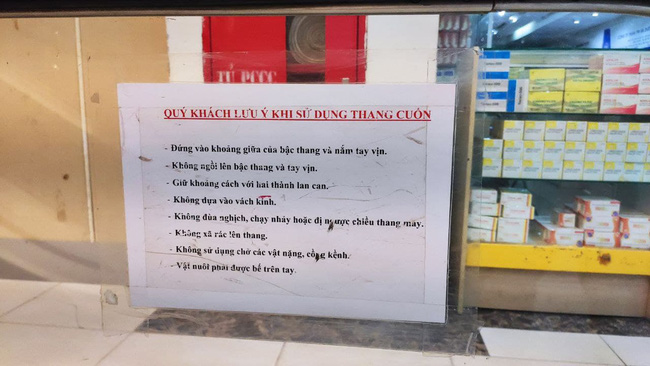 TỦ PCCC
QUÝ KHÁCH LƯU Ý KHI SỬ DỤNG THANG CUỐN
- Đứng vào khoảng giữa của bậc thang và nắm tay vịn.
- Không ngồi lên bậc thang và tay vịn.
- Giữ khoảng cách với hai thành lan can.
- Không dựa vào vách kính.
- Không đùa nghịch, chạy nhảy hoặc đi ngược chiều thang máy.
- Không xả rác lên thang.
- Không sử dụng chở các vật nặng, cồng kềnh.
- Vật nuôi phải được bế trên tay.